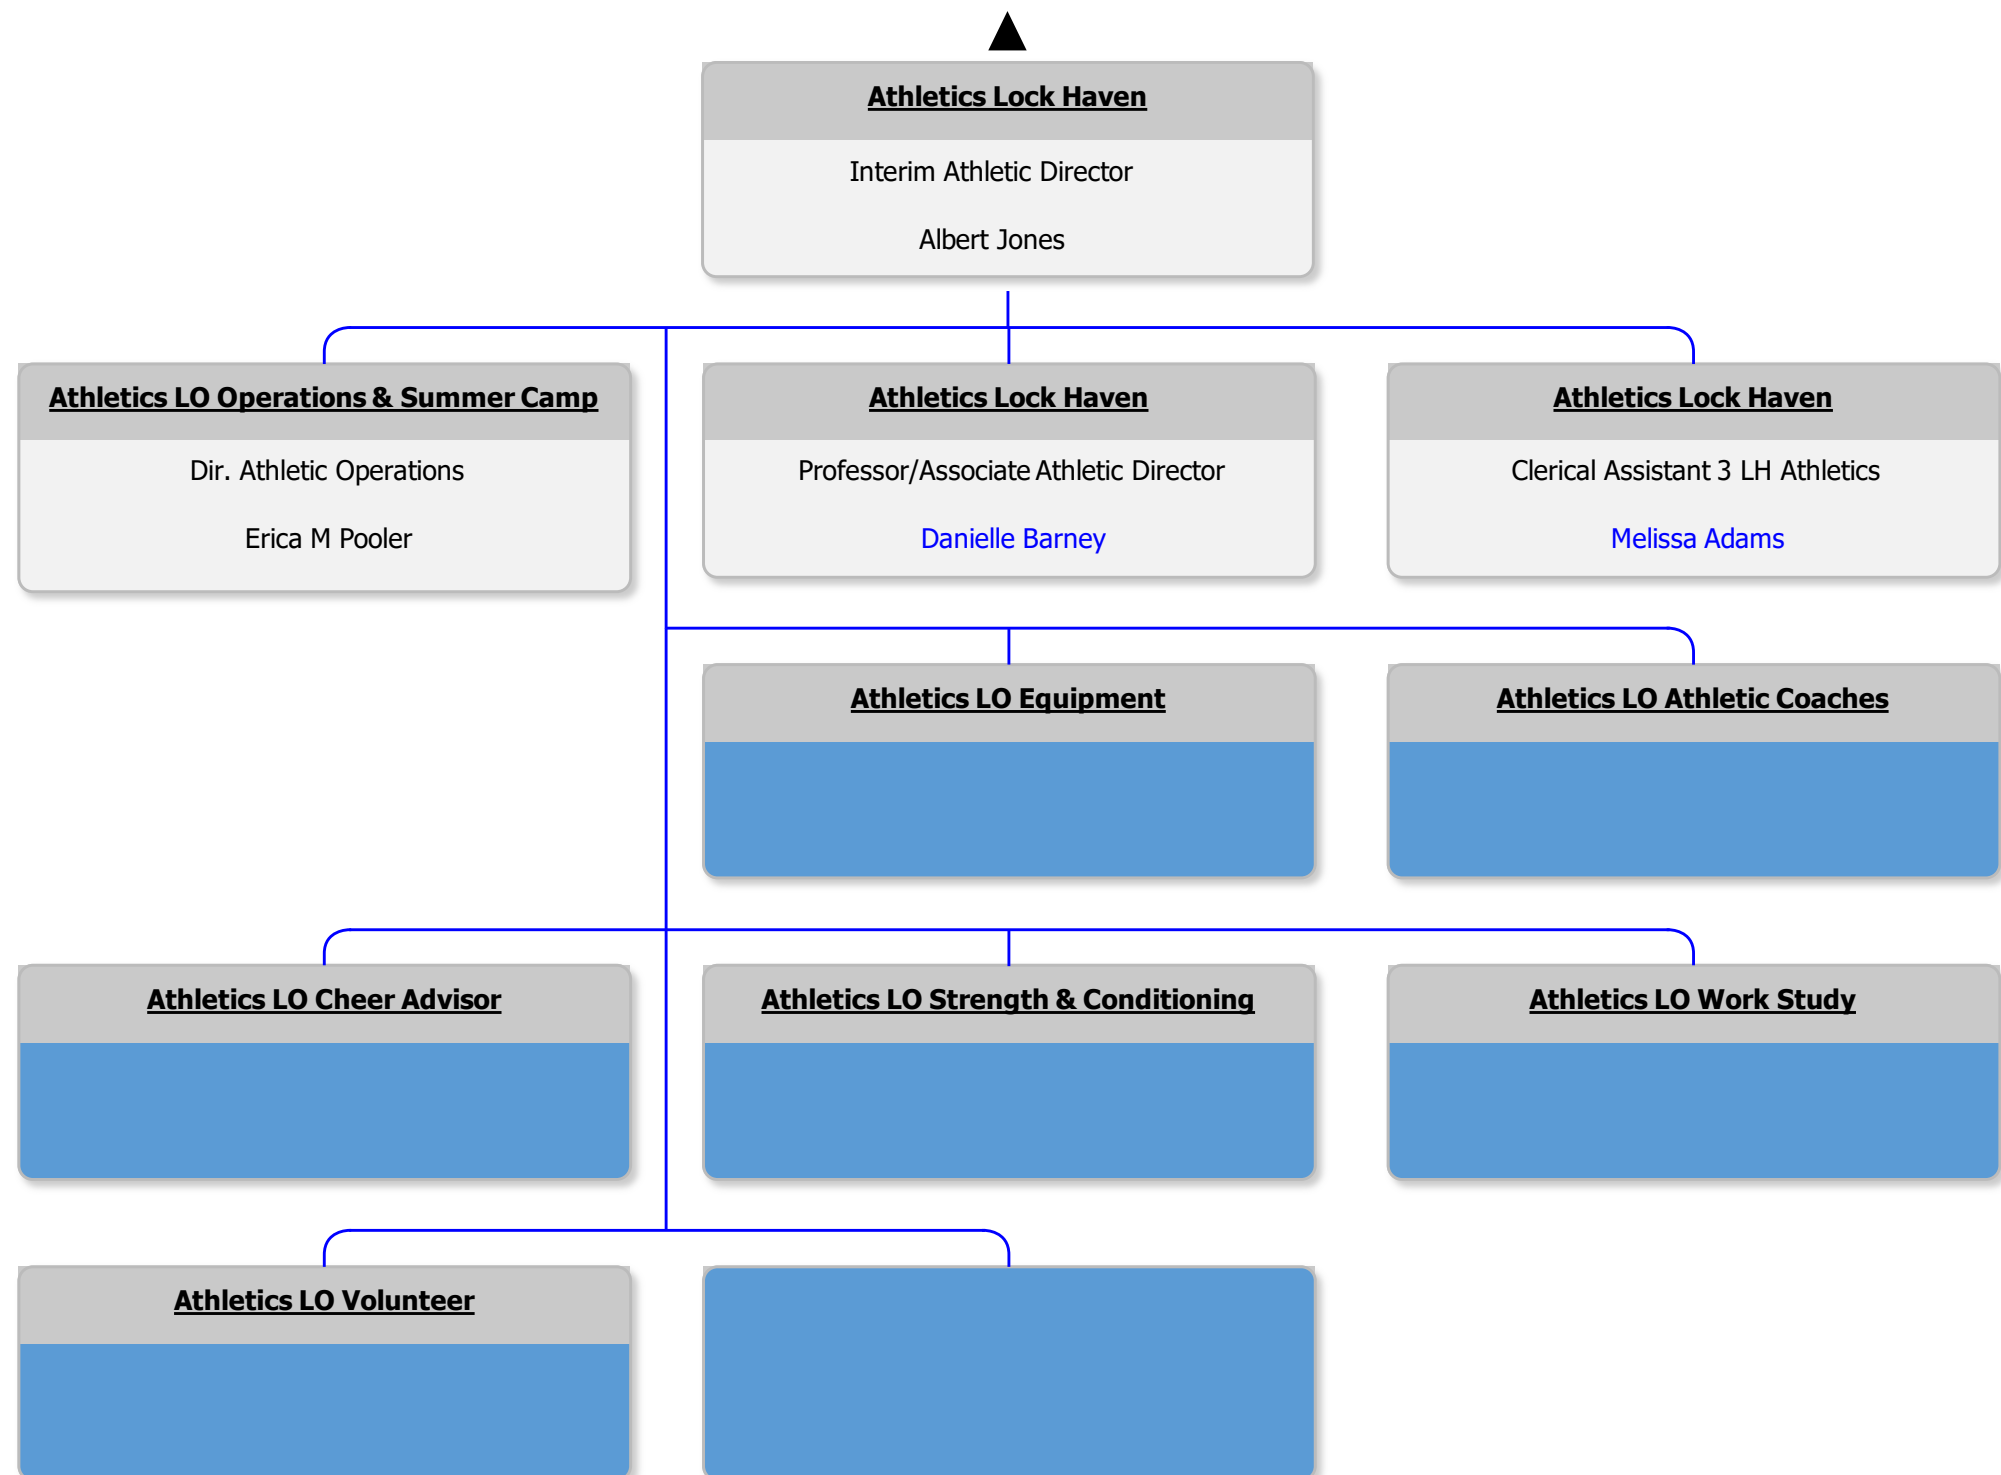 Athletics Lock Haven
Interim Athletic Director
Albert Jones
Athletics LO Operations & Summer Camp
Dir. Athletic Operations
Erica M Pooler
Athletics Lock Haven
Professor/Associate Athletic Director
Danielle Barney
Athletics Lock Haven
Clerical Assistant 3 LH Athletics
Melissa Adams
Athletics LO Equipment
Athletics LO Athletic Coaches
Athletics LO Cheer Advisor
Athletics LO Strength & Conditioning
Athletics LO Work Study
Athletics LO Volunteer